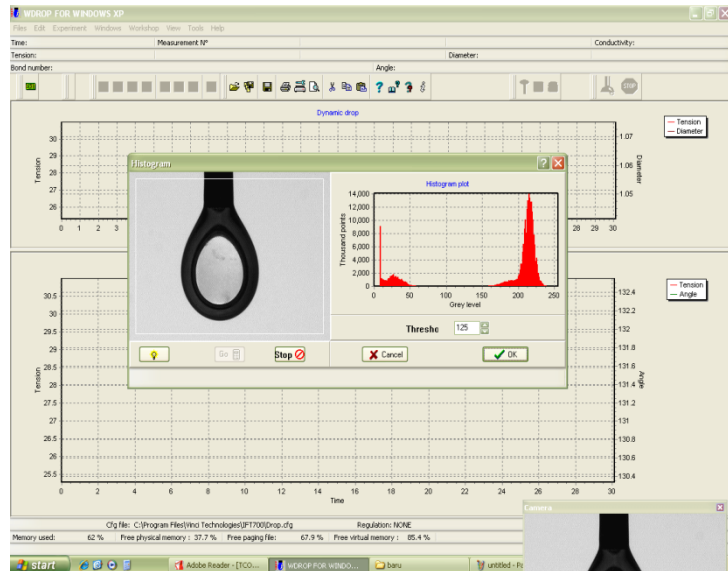 WDROP FOR WINDOWS XP
Files Edit Experiment Windows Workshop View Tools Help
Time: Measurement N° Conductivity:
Tension: Diameter:
Bond number: Angle:
STOP
Dynamic drop
Tension
Diameter
30
29
28
27
26
Tension
1.07
1.06
1.05
Diameter
0 1 2 3 28 29 30
Histogram
Histogram plot
14,000
12,000
10,000
8,000
6,000
4,000
2,000
0
Thousand points
0 50 100 150 200 250
Grey level
Threshe 125
Go Stop Cancel OK
Tension
Angle
30.5
30
29.5
29
28.5
28
27.5
27
26.5
26
25.5
Tension
132.4
132.2
132
131.8
131.6
131.4
131.2
131
130.8
130.6
130.4
Angle
0 2 4 6 8 10 12 14 16 18 20 22 24 26 28 30
Time
Camera
Cfg file: C:\Program Files\Vinci Technologies\IFT700\Drop.cfg Regulation: NONE
Memory used: 62 % Free physical memory : 37.7 % Free paging file: 67.9 % Free virtual memory : 85.4 %
start Adobe Reader - [TCO... WDROP FOR WINDO... baru untitled - Pa